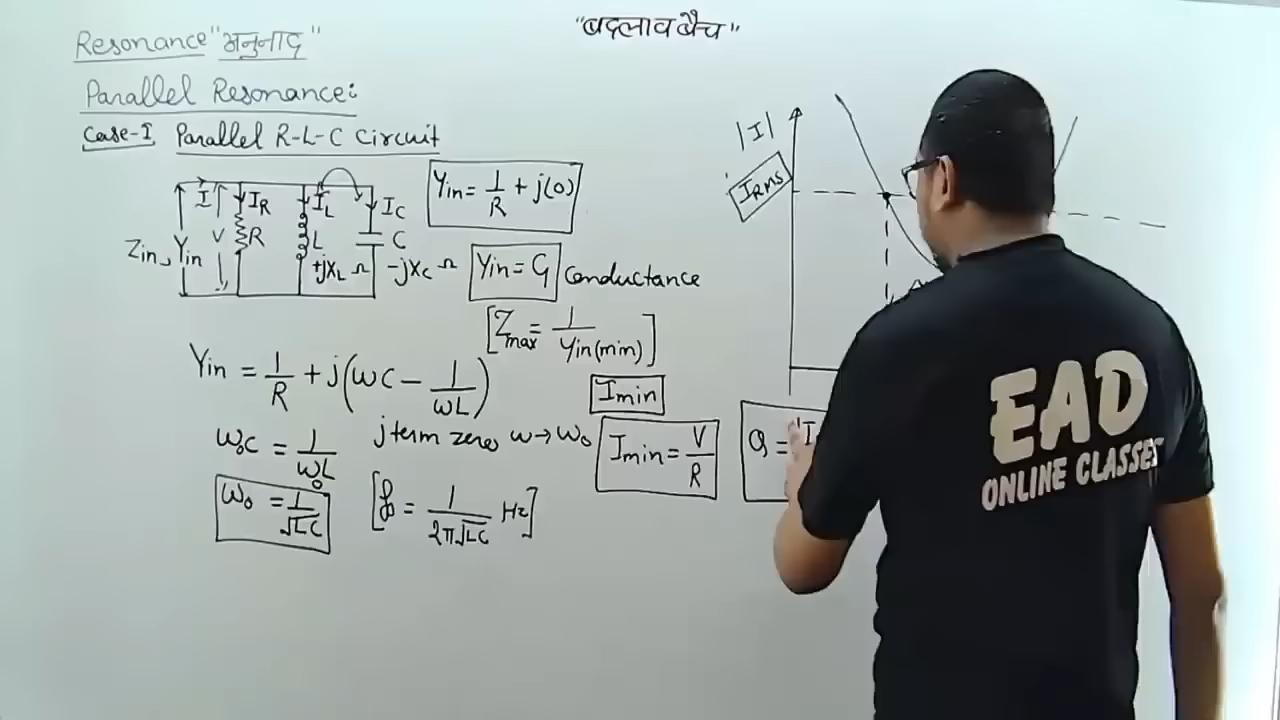 "बदलाव बैच"
Resonance "अनुनाद"
Parallel Resonance:
Case-I Parallel R-L-C Circuit
I
V
IR
R
IL
L
+jXL Ω
IC
C
-jXC Ω
Zin, Yin
Yin = 1/R + j(0)
Yin = G Conductance
[Zmax = 1/Yin(min)]
Yin = 1/R + j(ωC - 1/ωL)
Imin
j term zero ω→ω0
ω0C = 1/ω0L
Imin = V/R
ω0 = 1/√LC
[f0 = 1/2π√LC Hz]
|I|
IRMS
Q =
EAD
ONLINE CLASSES